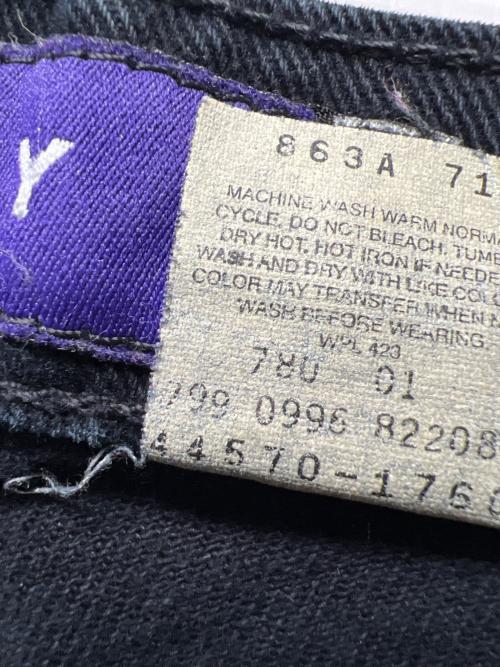 Y
863A 71
MACHINE WASH WARM NORMA
CYCLE. DO NOT BLEACH. TUMB
DRY HOT. HOT IRON IF NEEDE
WASH AND DRY WITH LIKE COL
COLOR MAY TRANSFER WHEN N
WASH BEFORE WEARING.
WPL 423
780 01
799 0996 82208
44570-1768